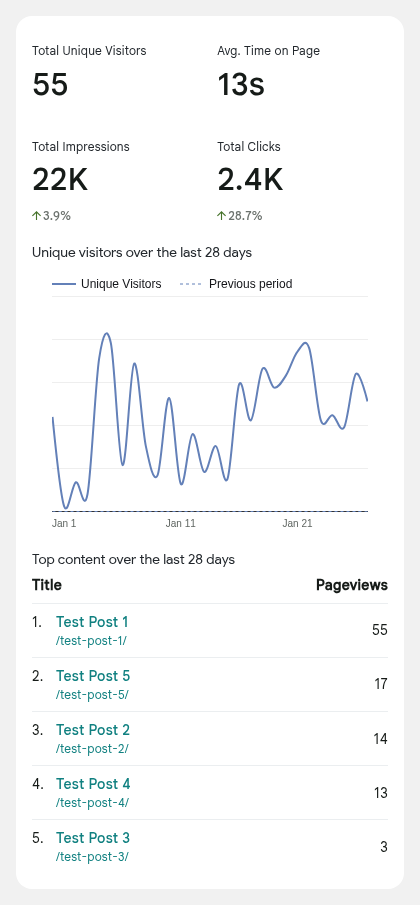 Total Unique Visitors
Avg. Time on Page
55
13s
Total Impressions
Total Clicks
22K
2.4K
↑3.9%
↑28.7%
Unique visitors over the last 28 days
Unique Visitors
Previous period
Jan 1
Jan 11
Jan 21
Top content over the last 28 days
Title Pageviews
1. Test Post 1
/test-post-1/
55
2. Test Post 5
/test-post-5/
17
3. Test Post 2
/test-post-2/
14
4. Test Post 4
/test-post-4/
13
5. Test Post 3
/test-post-3/
3